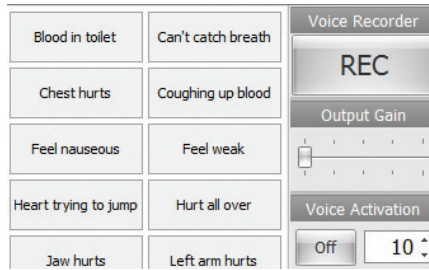 Blood in toilet
Can't catch breath
Chest hurts
Coughing up blood
Feel nauseous
Feel weak
Heart trying to jump
Hurt all over
Jaw hurts
Left arm hurts
Voice Recorder
REC
Output Gain
Voice Activation
Off
10